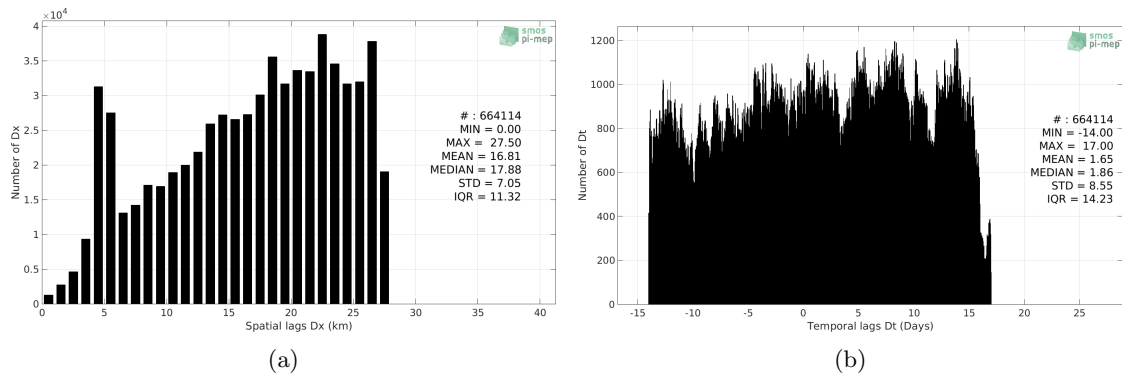 ×10⁴
4
3.5
3
2.5
2
1.5
1
0.5
0
Number of Dx
0 5 10 15 20 25 30 35 40
Spatial lags Dx (km)
smos
pi-mep
# : 664114
MIN = 0.00
MAX = 27.50
MEAN = 16.81
MEDIAN = 17.88
STD = 7.05
IQR = 11.32
(a)
1200
1000
800
600
400
200
0
Number of Dt
-15 -10 -5 0 5 10 15 20 25
Temporal lags Dt (Days)
smos
pi-mep
# : 664114
MIN = -14.00
MAX = 17.00
MEAN = 1.65
MEDIAN = 1.86
STD = 8.55
IQR = 14.23
(b)